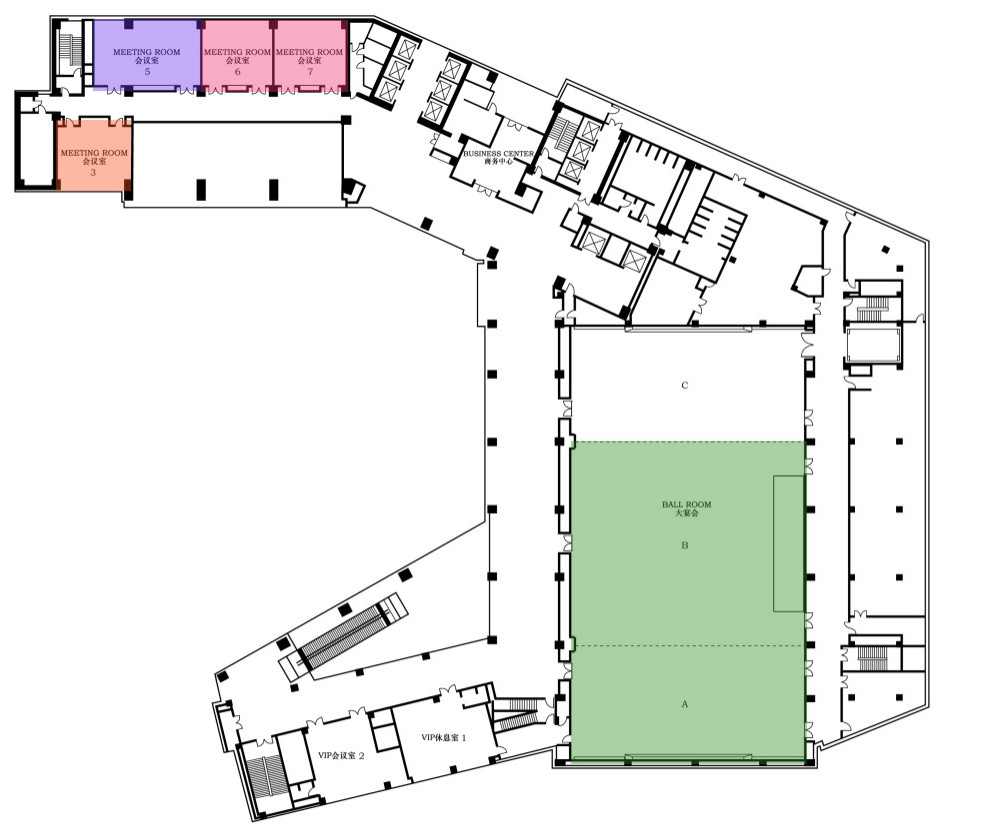 MEETING ROOM
会议室
5
MEETING ROOM
会议室
6
MEETING ROOM
会议室
7
MEETING ROOM
会议室
3
BUSINESS CENTER
商务中心
C
BALL ROOM
大宴会
B
A
VIP休息室 1
VIP会议室 2